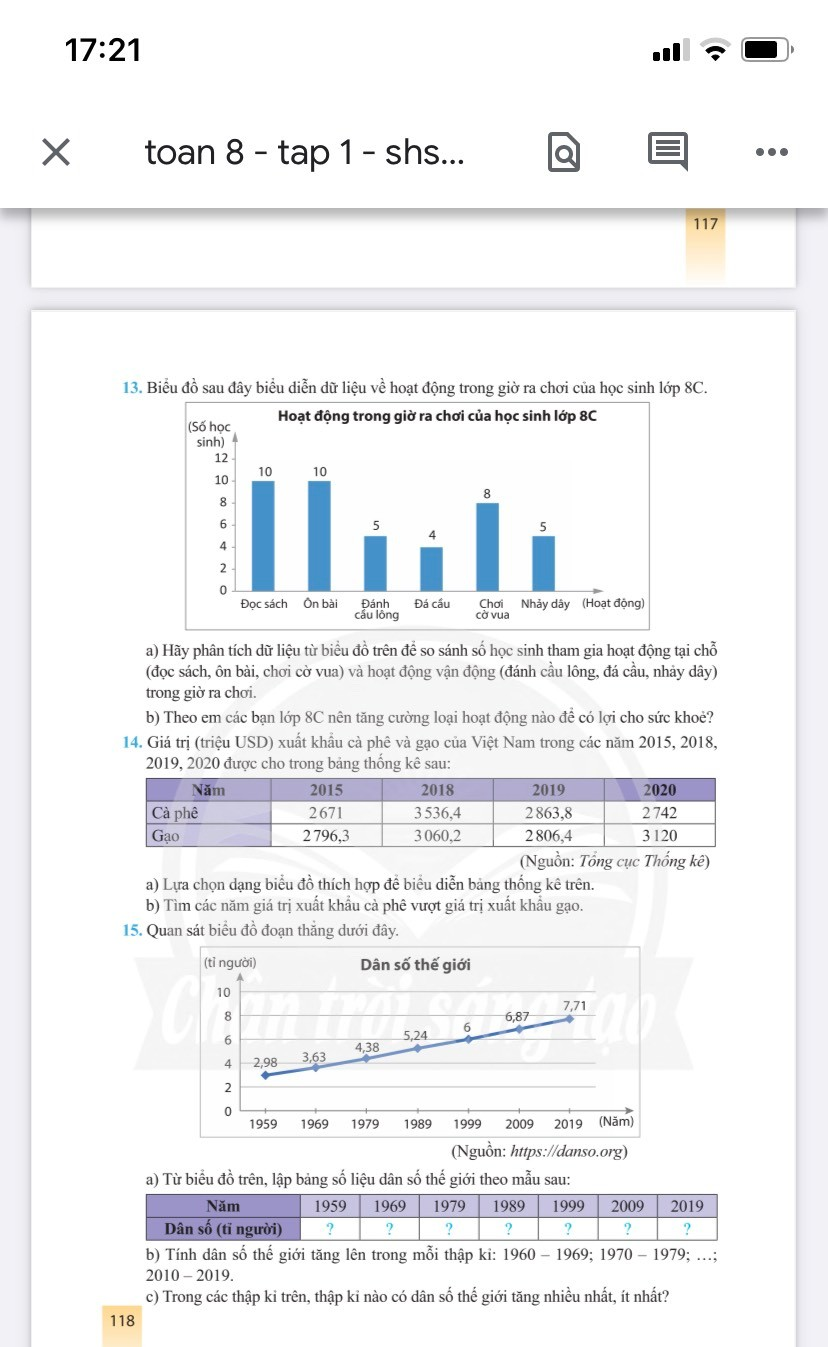 17:21
toan 8 - tap 1 - shs...
117
13. Biểu đồ sau đây biểu diễn dữ liệu về hoạt động trong giờ ra chơi của học sinh lớp 8C.
Hoạt động trong giờ ra chơi của học sinh lớp 8C
(Số học
sinh)
12
10
8
6
4
2
0
10 10 5 4 8 5
Đọc sách Ôn bài Đánh cầu lông Đá cầu Chơi cờ vua Nhảy dây (Hoạt động)
a) Hãy phân tích dữ liệu từ biểu đồ trên để so sánh số học sinh tham gia hoạt động tại chỗ
(đọc sách, ôn bài, chơi cờ vua) và hoạt động vận động (đánh cầu lông, đá cầu, nhảy dây)
trong giờ ra chơi.
b) Theo em các bạn lớp 8C nên tăng cường loại hoạt động nào để có lợi cho sức khoẻ?
14. Giá trị (triệu USD) xuất khẩu cà phê và gạo của Việt Nam trong các năm 2015, 2018,
2019, 2020 được cho trong bảng thống kê sau:
Năm 2015 2018 2019 2020
Cà phê 2671 3536,4 2863,8 2742
Gạo 2796,3 3060,2 2806,4 3120
(Nguồn: Tổng cục Thống kê)
a) Lựa chọn dạng biểu đồ thích hợp để biểu diễn bảng thống kê trên.
b) Tìm các năm giá trị xuất khẩu cà phê vượt giá trị xuất khẩu gạo.
15. Quan sát biểu đồ đoạn thẳng dưới đây.
(tỉ người)
Dân số thế giới
10
8
6
4
2
0
2,98 3,63 4,38 5,24 6 6,87 7,71
1959 1969 1979 1989 1999 2009 2019 (Năm)
Chân trời sáng tạo
(Nguồn: https://danso.org)
a) Từ biểu đồ trên, lập bảng số liệu dân số thế giới theo mẫu sau:
Năm 1959 1969 1979 1989 1999 2009 2019
Dân số (tỉ người) ? ? ? ? ? ? ?
b) Tính dân số thế giới tăng lên trong mỗi thập kỉ: 1960 – 1969; 1970 – 1979; …;
2010 – 2019.
c) Trong các thập kỉ trên, thập kỉ nào có dân số thế giới tăng nhiều nhất, ít nhất?
118